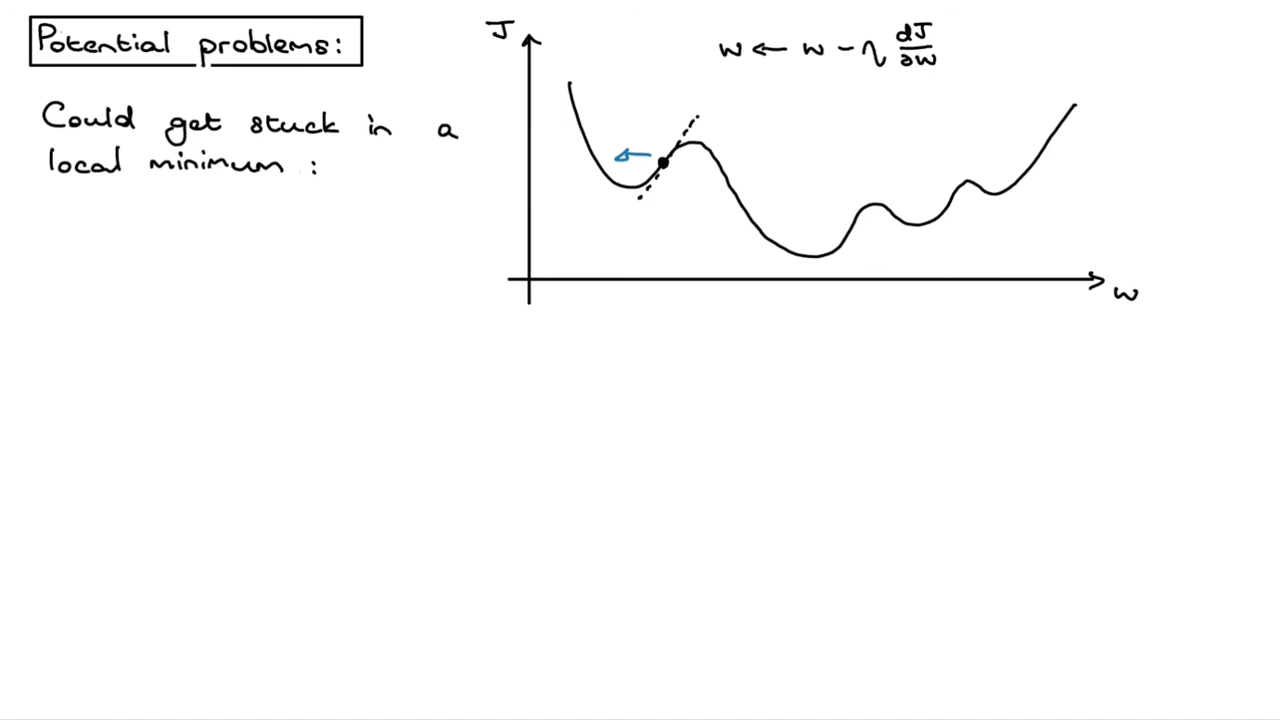 Potential problems:
Could get stuck in a
local minimum :
J
w ← w - η dJ/∂w
w